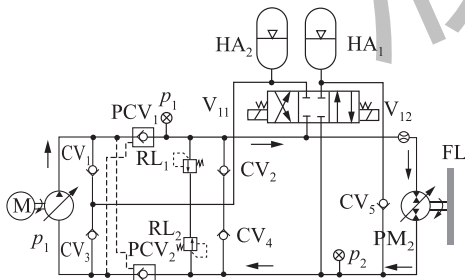 HA₂
HA₁
p₁
PCV₁
V₁₁
V₁₂
CV₁
RL₁
CV₂
FL
M
p₁
CV₃
RL₂
PCV₂
CV₄
CV₅
PM₂
p₂